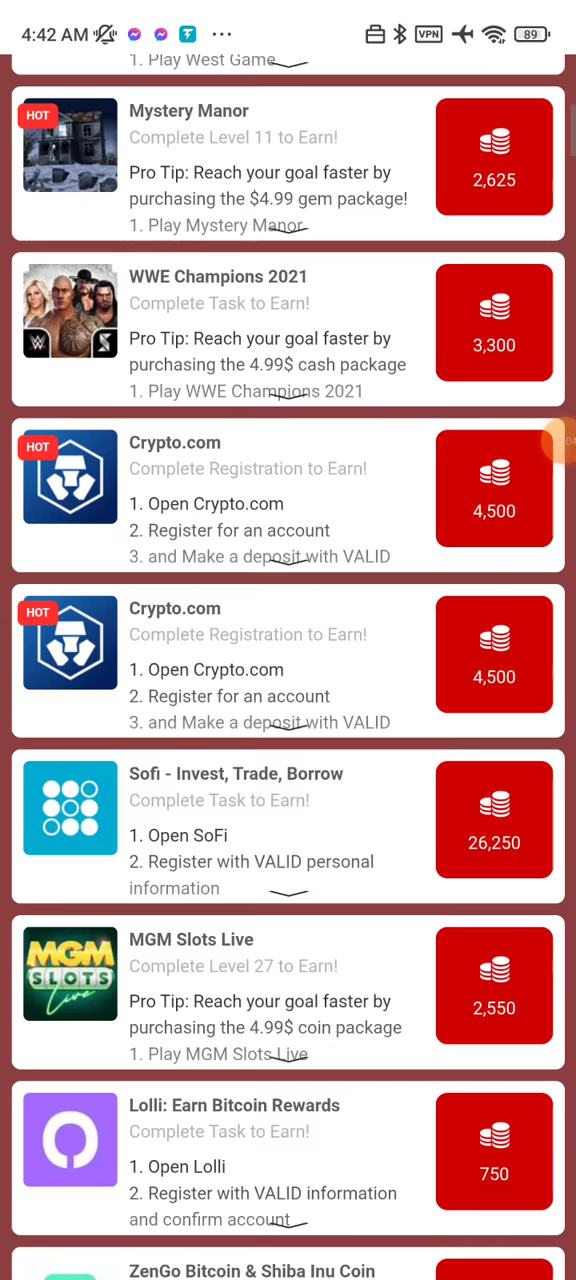 4:42 AM
VPN
89
1. Play West Game
HOT
Mystery Manor
Complete Level 11 to Earn!
Pro Tip: Reach your goal faster by
purchasing the $4.99 gem package!
1. Play Mystery Manor
2,625
WWE Champions 2021
Complete Task to Earn!
Pro Tip: Reach your goal faster by
purchasing the 4.99$ cash package
1. Play WWE Champions 2021
3,300
HOT
Crypto.com
Complete Registration to Earn!
1. Open Crypto.com
2. Register for an account
3. and Make a deposit with VALID
4,500
HOT
Crypto.com
Complete Registration to Earn!
1. Open Crypto.com
2. Register for an account
3. and Make a deposit with VALID
4,500
Sofi - Invest, Trade, Borrow
Complete Task to Earn!
1. Open SoFi
2. Register with VALID personal
information
26,250
MGM
SLOTS
Live
MGM Slots Live
Complete Level 27 to Earn!
Pro Tip: Reach your goal faster by
purchasing the 4.99$ coin package
1. Play MGM Slots Live
2,550
Lolli: Earn Bitcoin Rewards
Complete Task to Earn!
1. Open Lolli
2. Register with VALID information
and confirm account
750
ZenGo Bitcoin & Shiba Inu Coin